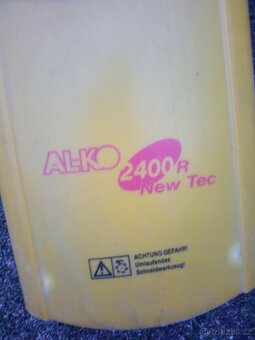 AL-KO
2400 R
New Tec
ACHTUNG GEFAHR!
Umlaufendes
Schneidwerkzeug!